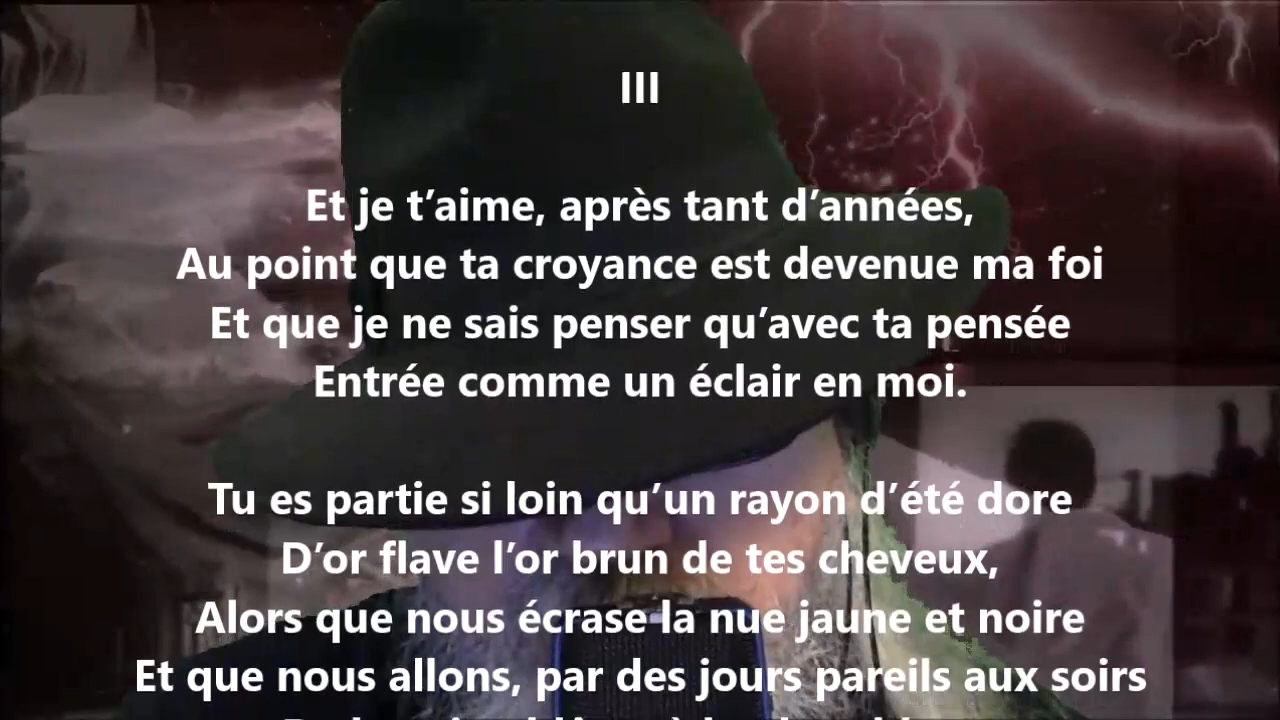 III
Et je t’aime, après tant d’années,
Au point que ta croyance est devenue ma foi
Et que je ne sais penser qu’avec ta pensée
Entrée comme un éclair en moi.
Tu es partie si loin qu’un rayon d’été dore
D’or flave l’or brun de tes cheveux,
Alors que nous écrase la nue jaune et noire
Et que nous allons, par des jours pareils aux soirs